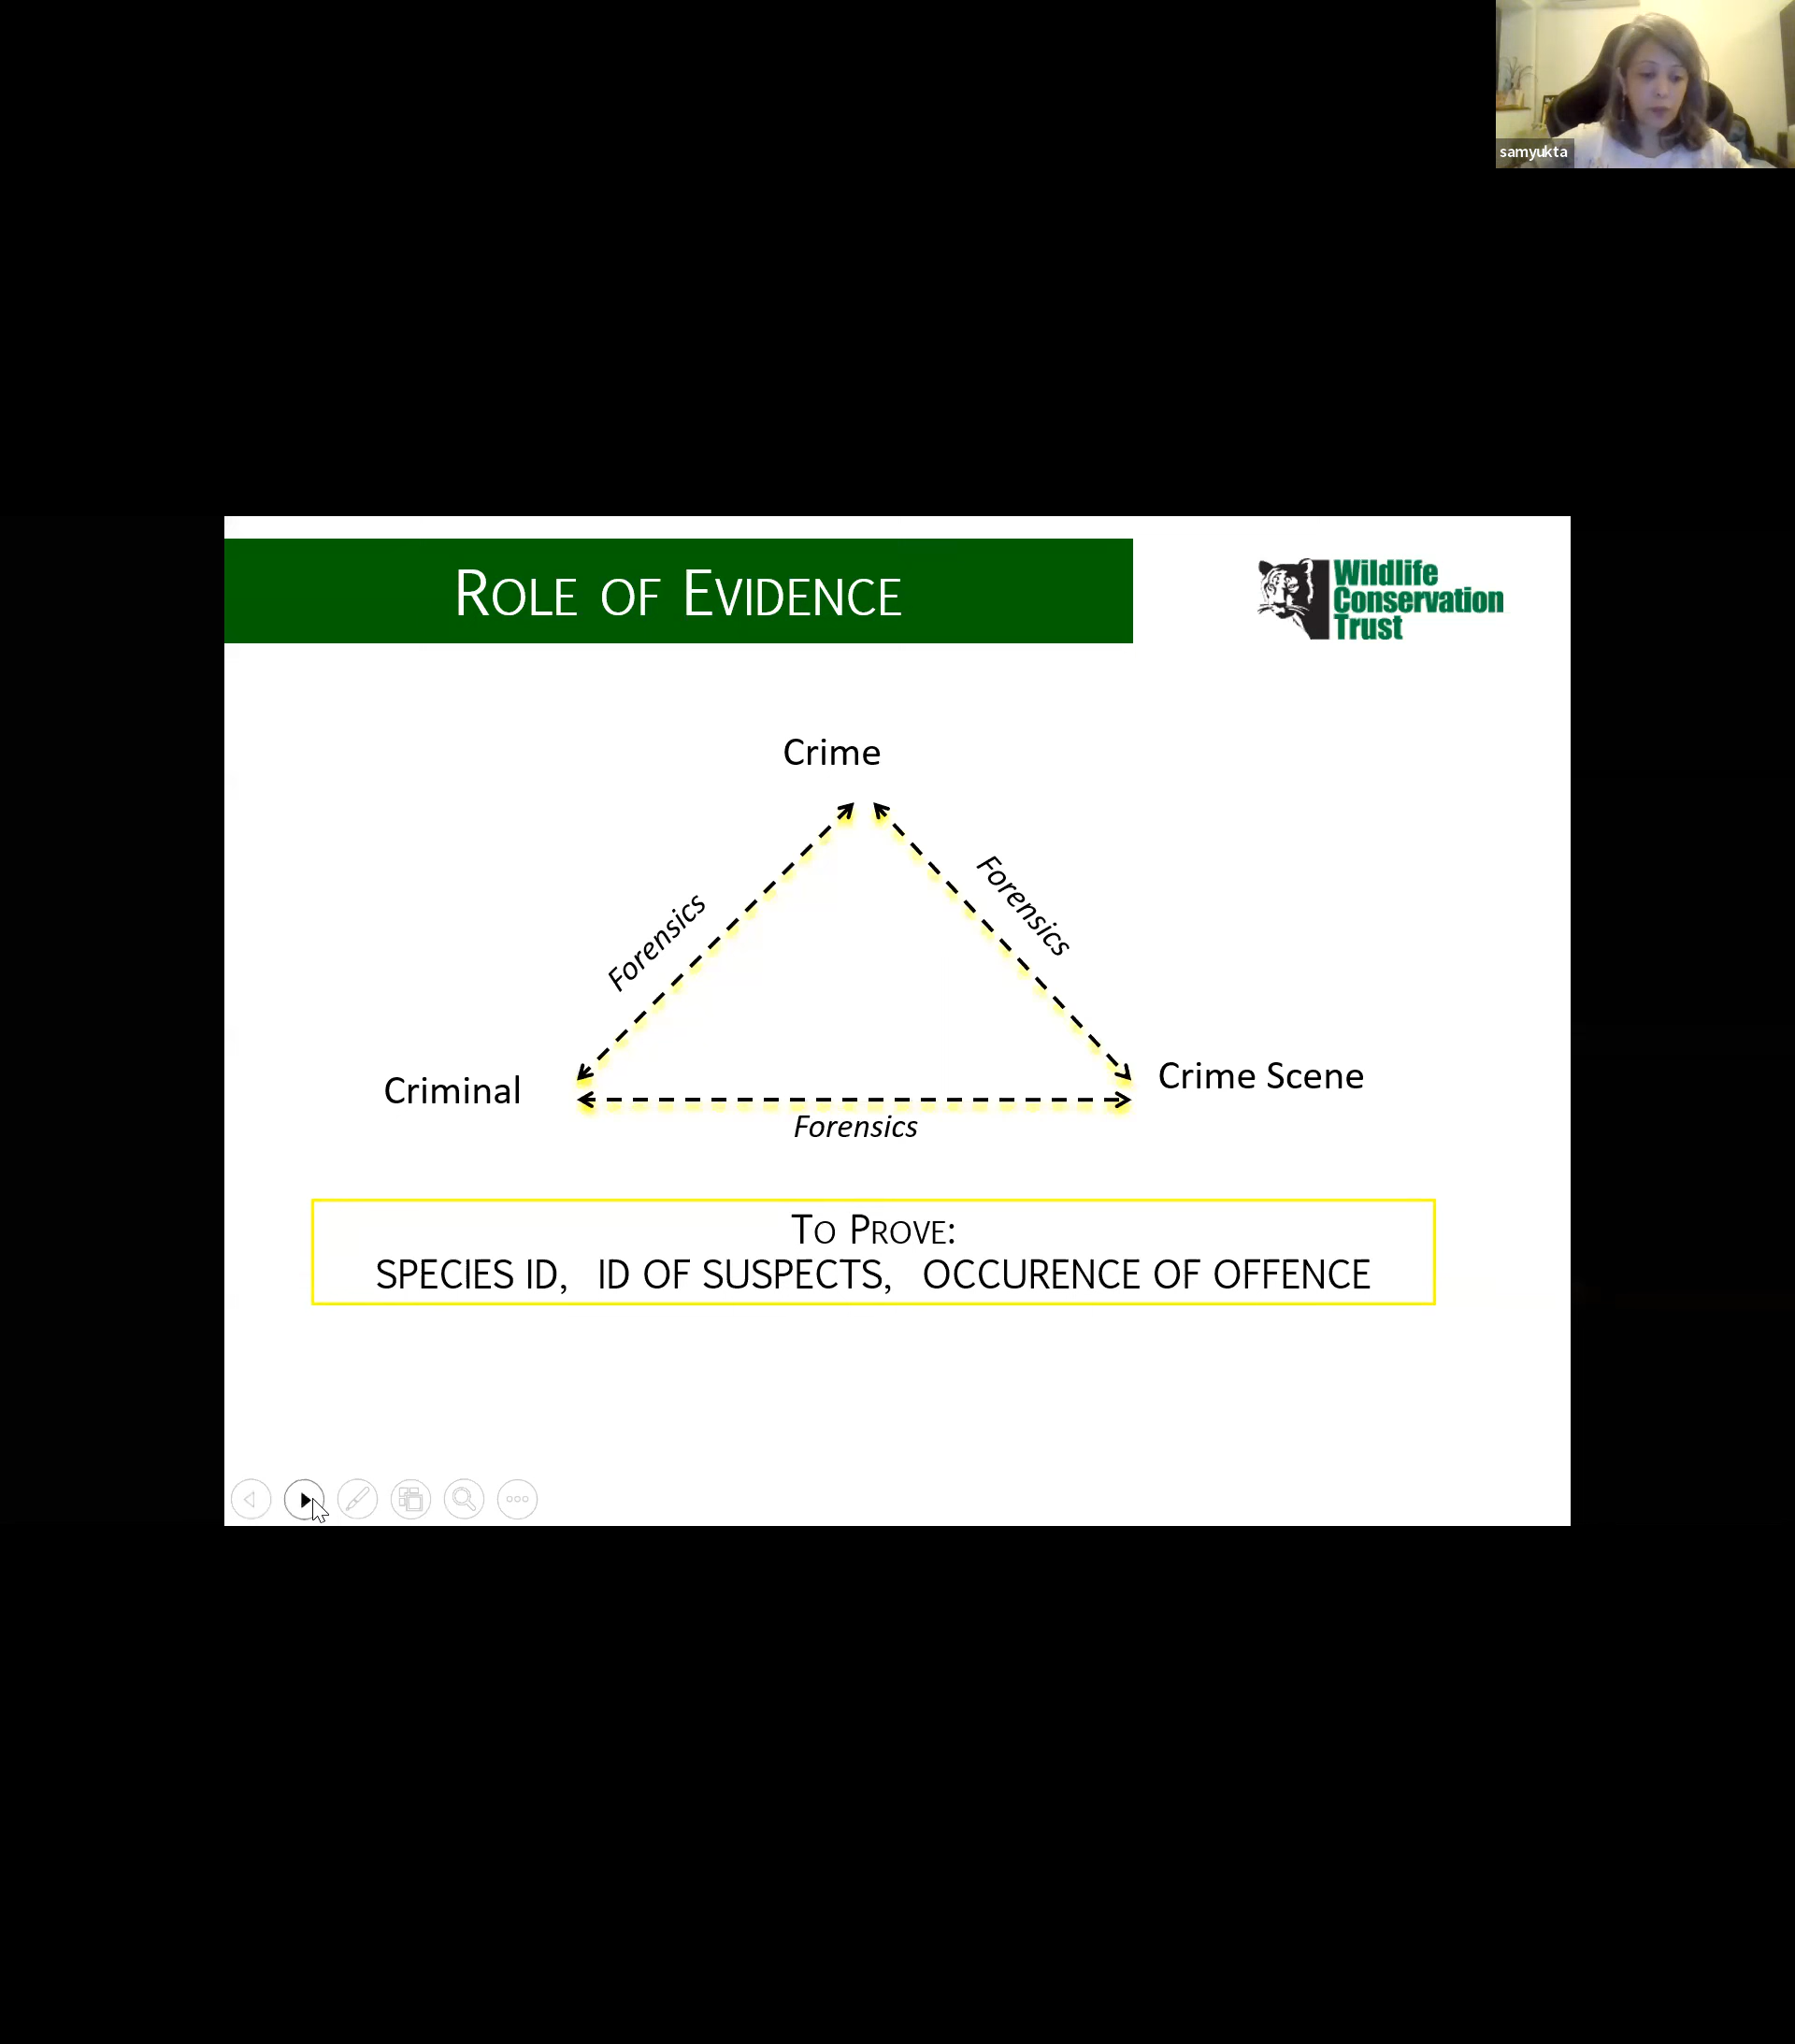 samyukta
Role of Evidence
Wildlife
Conservation
Trust
Crime
Forensics
Forensics
Criminal
Crime Scene
Forensics
To Prove:
SPECIES ID, ID OF SUSPECTS, OCCURENCE OF OFFENCE